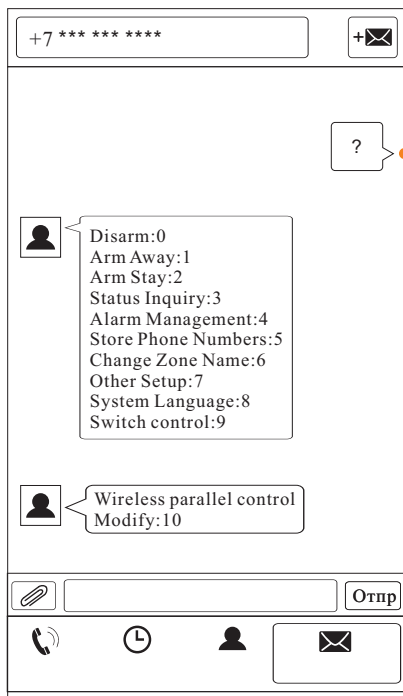 +7 *** *** ****
+
?
Disarm:0
Arm Away:1
Arm Stay:2
Status Inquiry:3
Alarm Management:4
Store Phone Numbers:5
Change Zone Name:6
Other Setup:7
System Language:8
Switch control:9
Wireless parallel control
Modify:10
Отпр